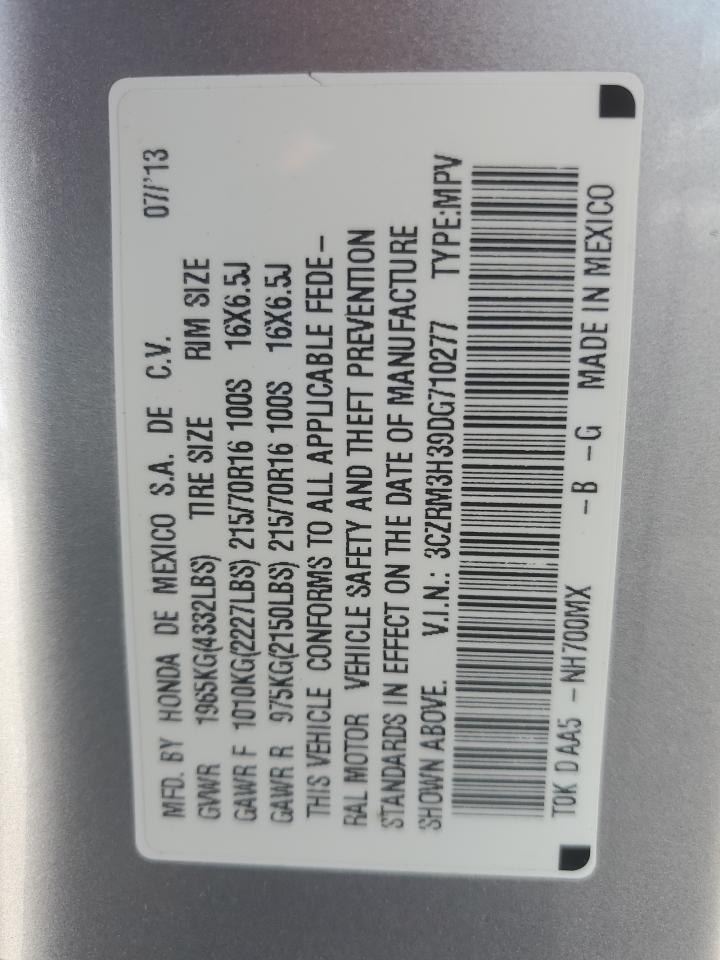 MFD. BY HONDA DE MEXICO S.A. DE C.V. 07/'13
GVWR 1965KG(4332LBS) TIRE SIZE RIM SIZE
GAWR F 1010KG(2227LBS) 215/70R16 100S 16X6.5J
GAWR R 975KG(2150LBS) 215/70R16 100S 16X6.5J
THIS VEHICLE CONFORMS TO ALL APPLICABLE FEDE-
RAL MOTOR VEHICLE SAFETY AND THEFT PREVENTION
STANDARDS IN EFFECT ON THE DATE OF MANUFACTURE
SHOWN ABOVE. V.I.N.: 3CZRM3H39DG710277 TYPE:MPV
T0K D AA5 -NH700MX -B -G MADE IN MEXICO